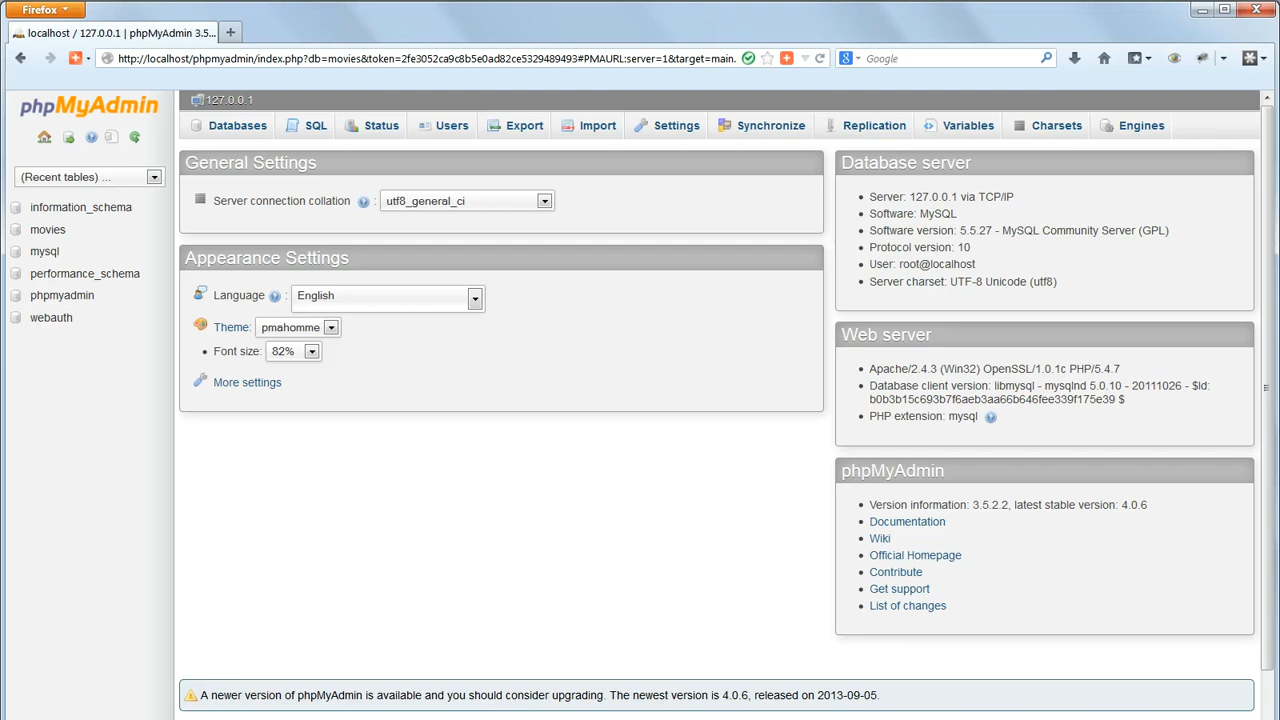 Firefox
localhost / 127.0.0.1 | phpMyAdmin 3.5...
http://localhost/phpmyadmin/index.php?db=movies&token=2fe3052ca9c8b5e0ad82ce5329489493#PMAURL:server=1&target=main.
Google
phpMyAdmin
(Recent tables) ...
information_schema
movies
mysql
performance_schema
phpmyadmin
webauth
127.0.0.1
Databases SQL Status Users Export Import Settings Synchronize Replication Variables Charsets Engines
General Settings
Server connection collation : utf8_general_ci
Appearance Settings
Language : English
Theme: pmahomme
Font size: 82%
More settings
Database server
Server: 127.0.0.1 via TCP/IP
Software: MySQL
Software version: 5.5.27 - MySQL Community Server (GPL)
Protocol version: 10
User: root@localhost
Server charset: UTF-8 Unicode (utf8)
Web server
Apache/2.4.3 (Win32) OpenSSL/1.0.1c PHP/5.4.7
Database client version: libmysql - mysqlnd 5.0.10 - 20111026 - $Id:
b0b3b15c693b7f6aeb3aa66b646fee339f175e39 $
PHP extension: mysql
phpMyAdmin
Version information: 3.5.2.2, latest stable version: 4.0.6
Documentation
Wiki
Official Homepage
Contribute
Get support
List of changes
A newer version of phpMyAdmin is available and you should consider upgrading. The newest version is 4.0.6, released on 2013-09-05.